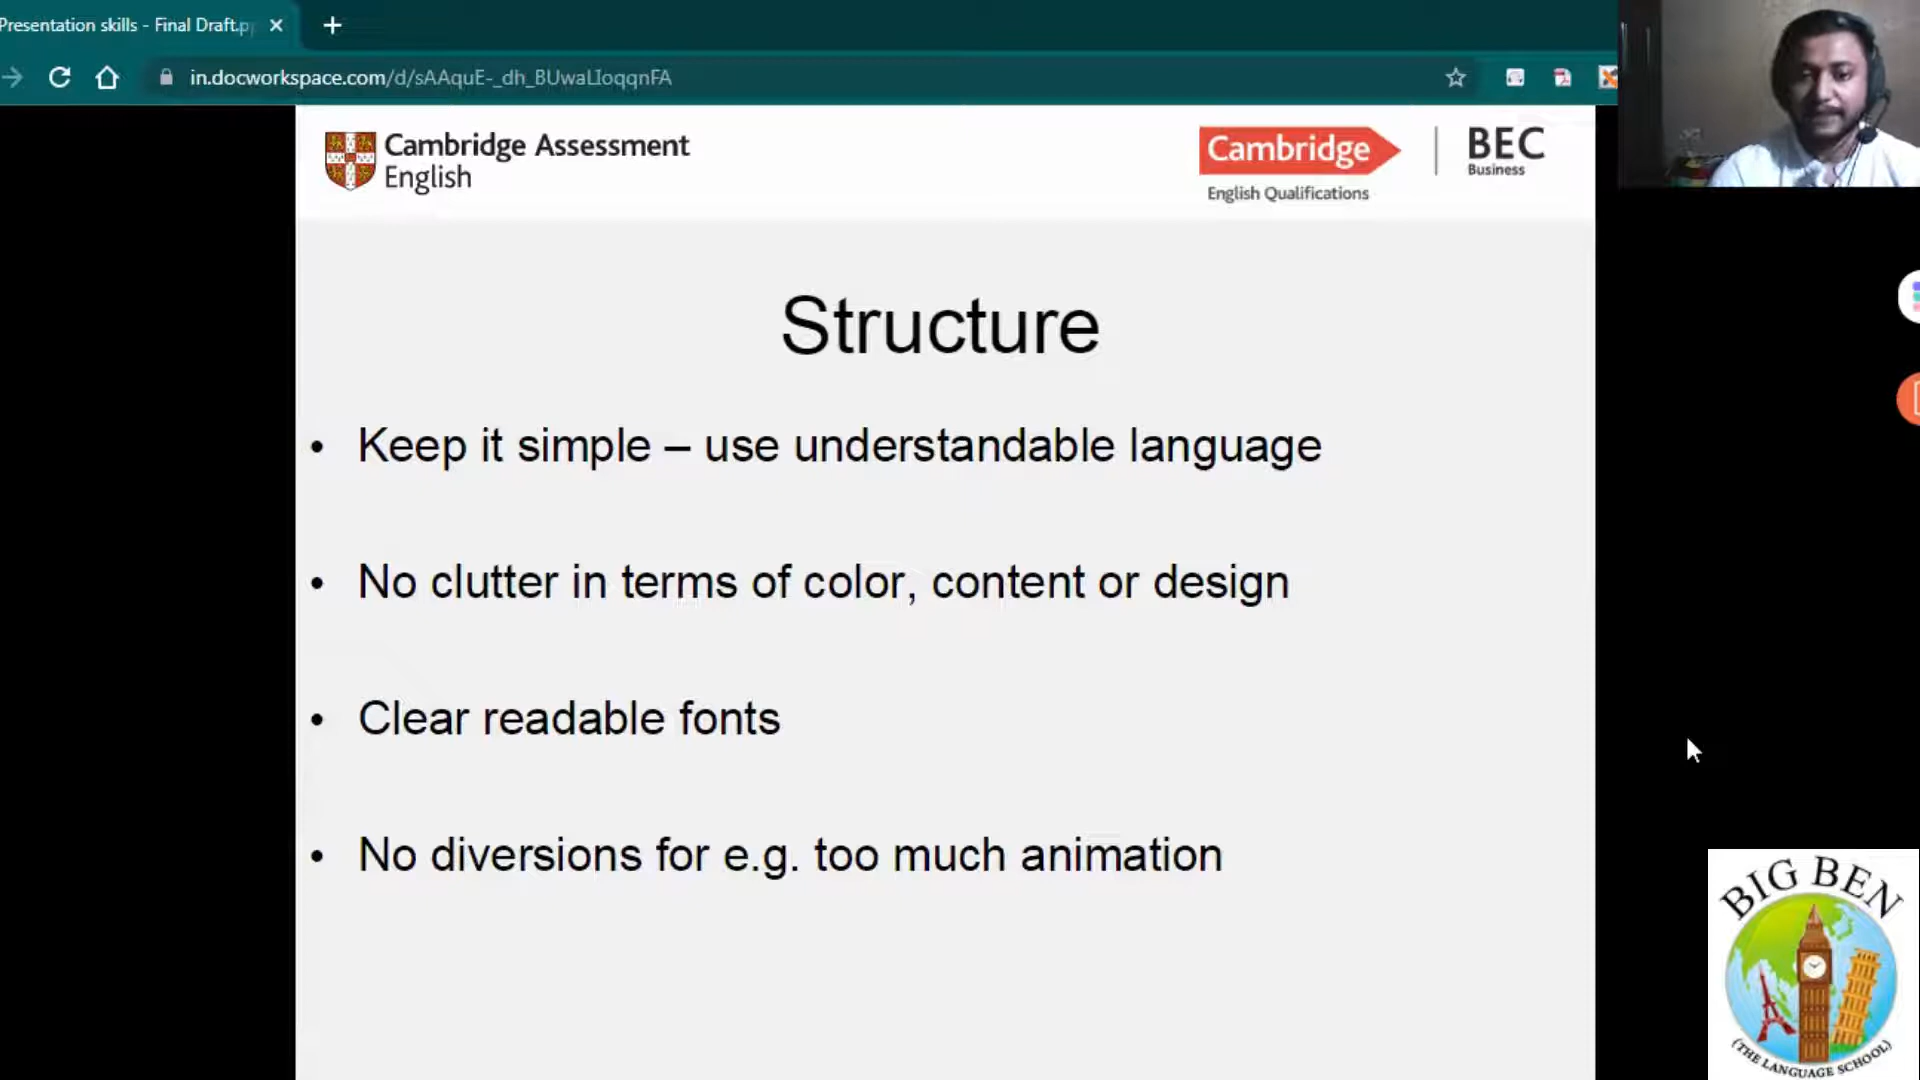 Presentation skills - Final Draft.p
in.docworkspace.com/d/sAAquE-_dh_BUwaLIoqqnFA
Cambridge Assessment
English
Cambridge
English Qualifications
BEC
Business
Structure
• Keep it simple – use understandable language
• No clutter in terms of color, content or design
• Clear readable fonts
• No diversions for e.g. too much animation
BIG BEN
(THE LANGUAGE SCHOOL)